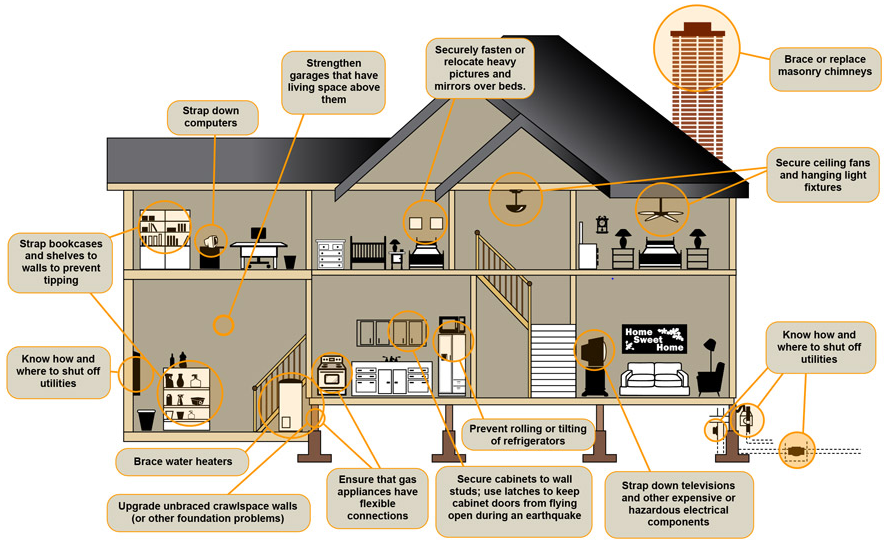 Strengthen
garages that have
living space above
them
Securely fasten or
relocate heavy
pictures and
mirrors over beds.
Brace or replace
masonry chimneys
Strap down
computers
Secure ceiling fans
and hanging light
fixtures
Strap bookcases
and shelves to
walls to prevent
tipping
Home
Sweet
Home
Know how and
where to shut off
utilities
Know how and
where to shut off
utilities
Prevent rolling or tilting
of refrigerators
Brace water heaters
Upgrade unbraced crawlspace walls
(or other foundation problems)
Ensure that gas
appliances have
flexible
connections
Secure cabinets to wall
studs; use latches to keep
cabinet doors from flying
open during an earthquake
Strap down televisions
and other expensive or
hazardous electrical
components